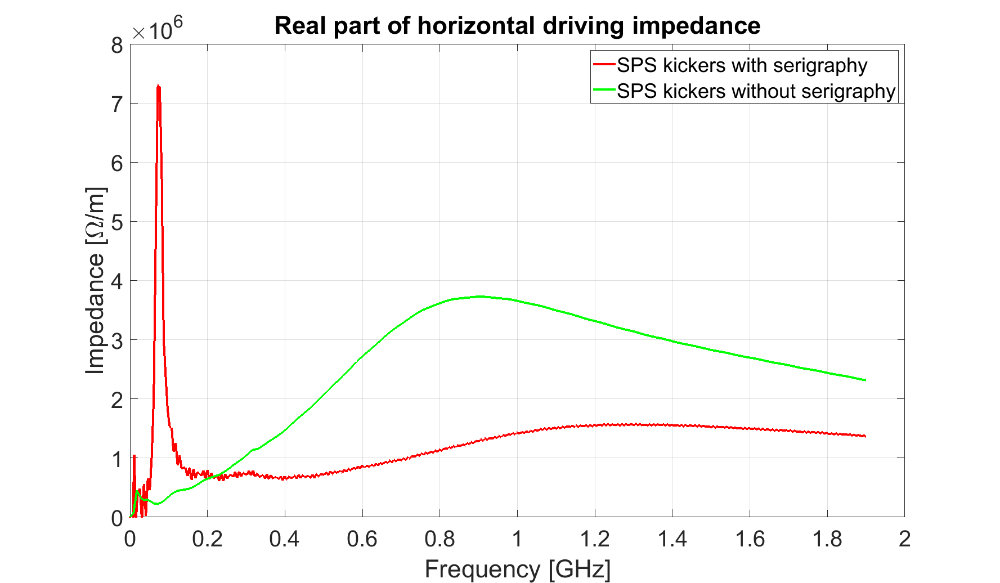 Real part of horizontal driving impedance
×10^6
SPS kickers with serigraphy
SPS kickers without serigraphy
8
7
6
5
4
3
2
1
0
Impedance [Ω/m]
0 0.2 0.4 0.6 0.8 1 1.2 1.4 1.6 1.8 2
Frequency [GHz]